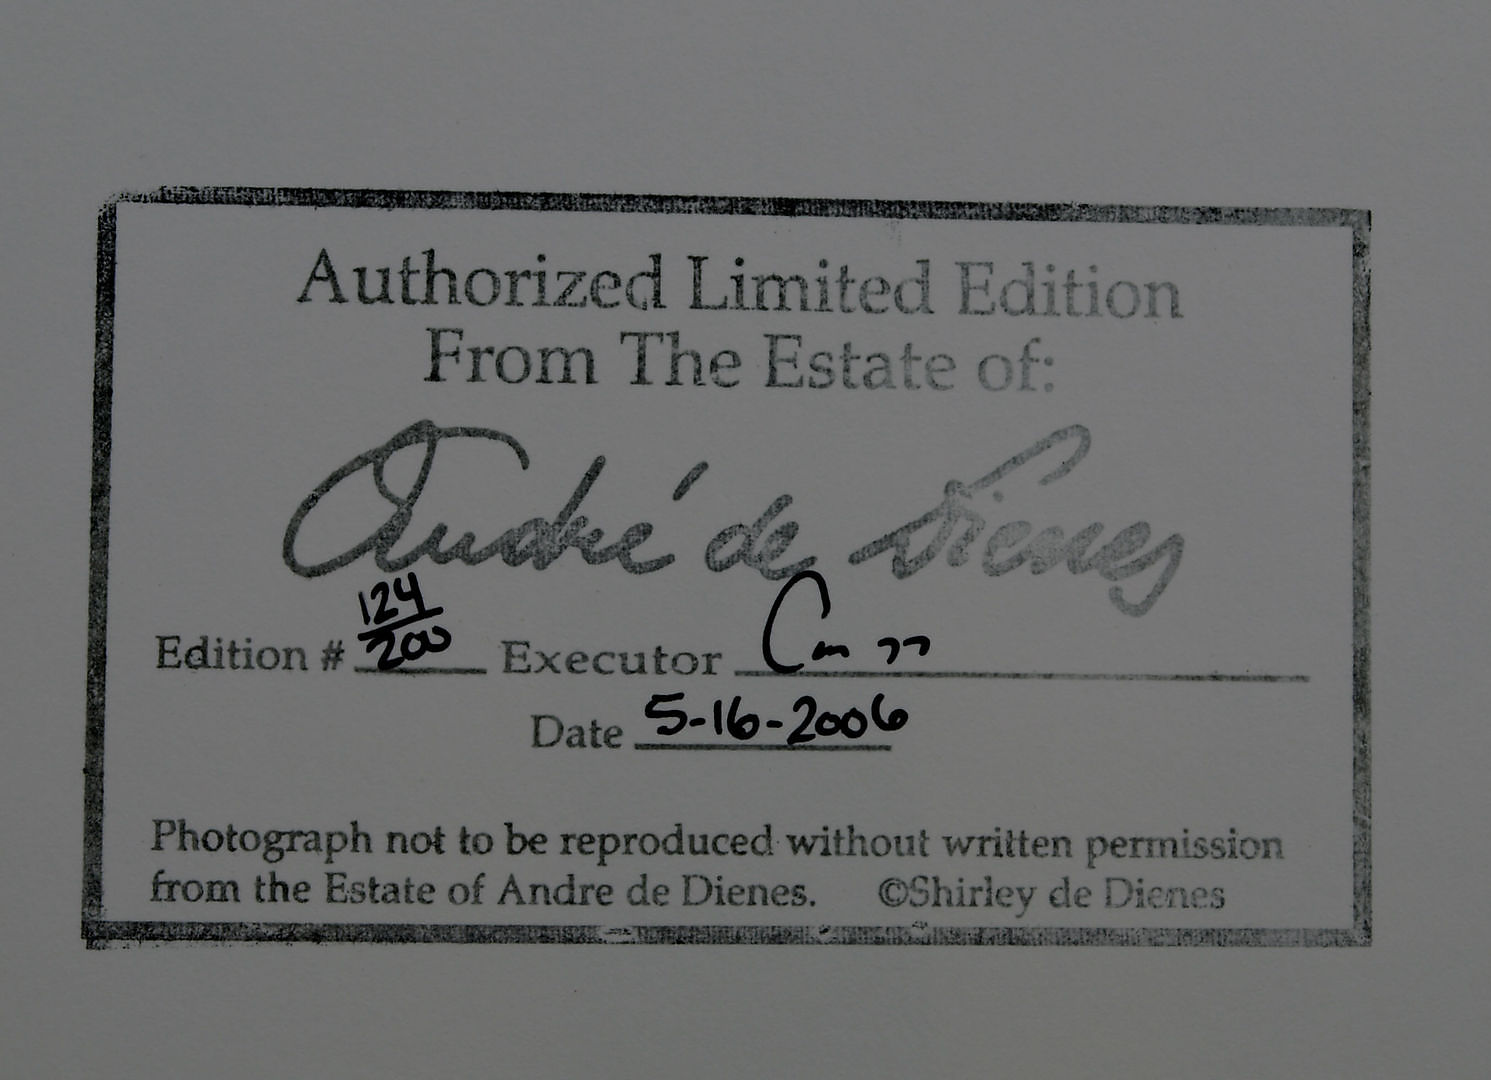 Authorized Limited Edition
From The Estate of:
André de Dienes
Edition # 124/200 Executor
Date 5-16-2006
Photograph not to be reproduced without written permission
from the Estate of Andre de Dienes. ©Shirley de Dienes